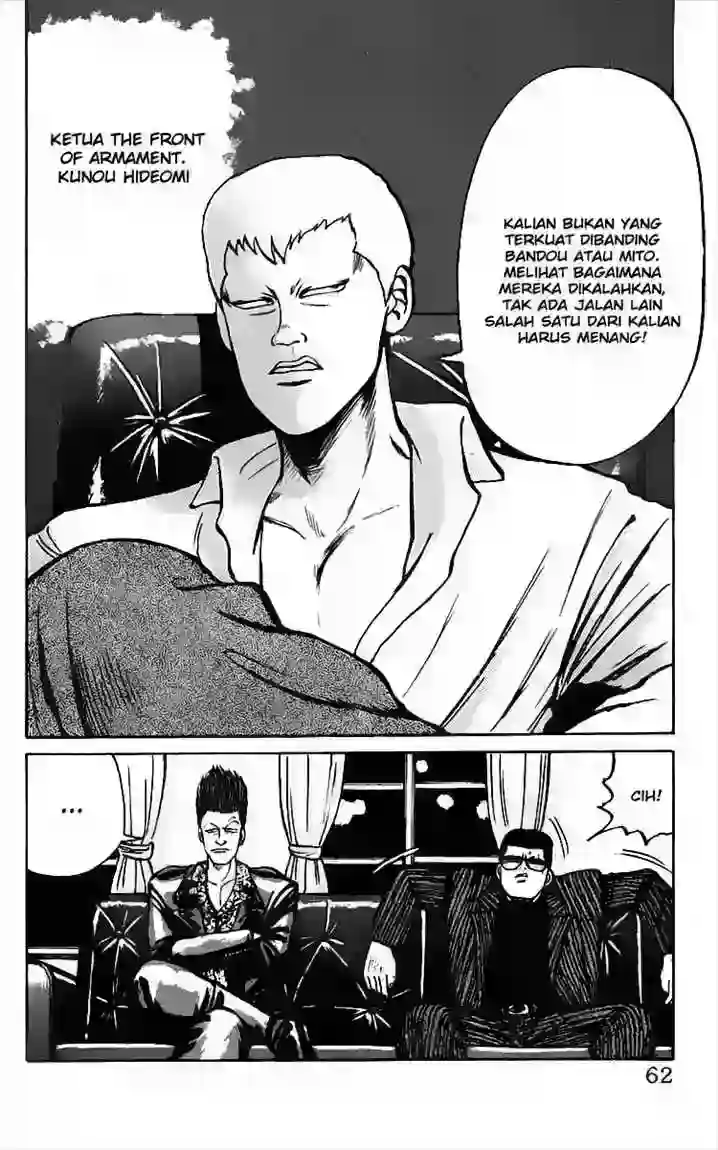 KETUA THE FRONT
OF ARMAMENT.
KUNOU HIDEOMI
KALIAN BUKAN YANG
TERKUAT DIBANDING
BANDOU ATAU MITO.
MELIHAT BAGAIMANA
MEREKA DIKALAHKAN,
TAK ADA JALAN LAIN
SALAH SATU DARI KALIAN
HARUS MENANG!
...
CIH!
62